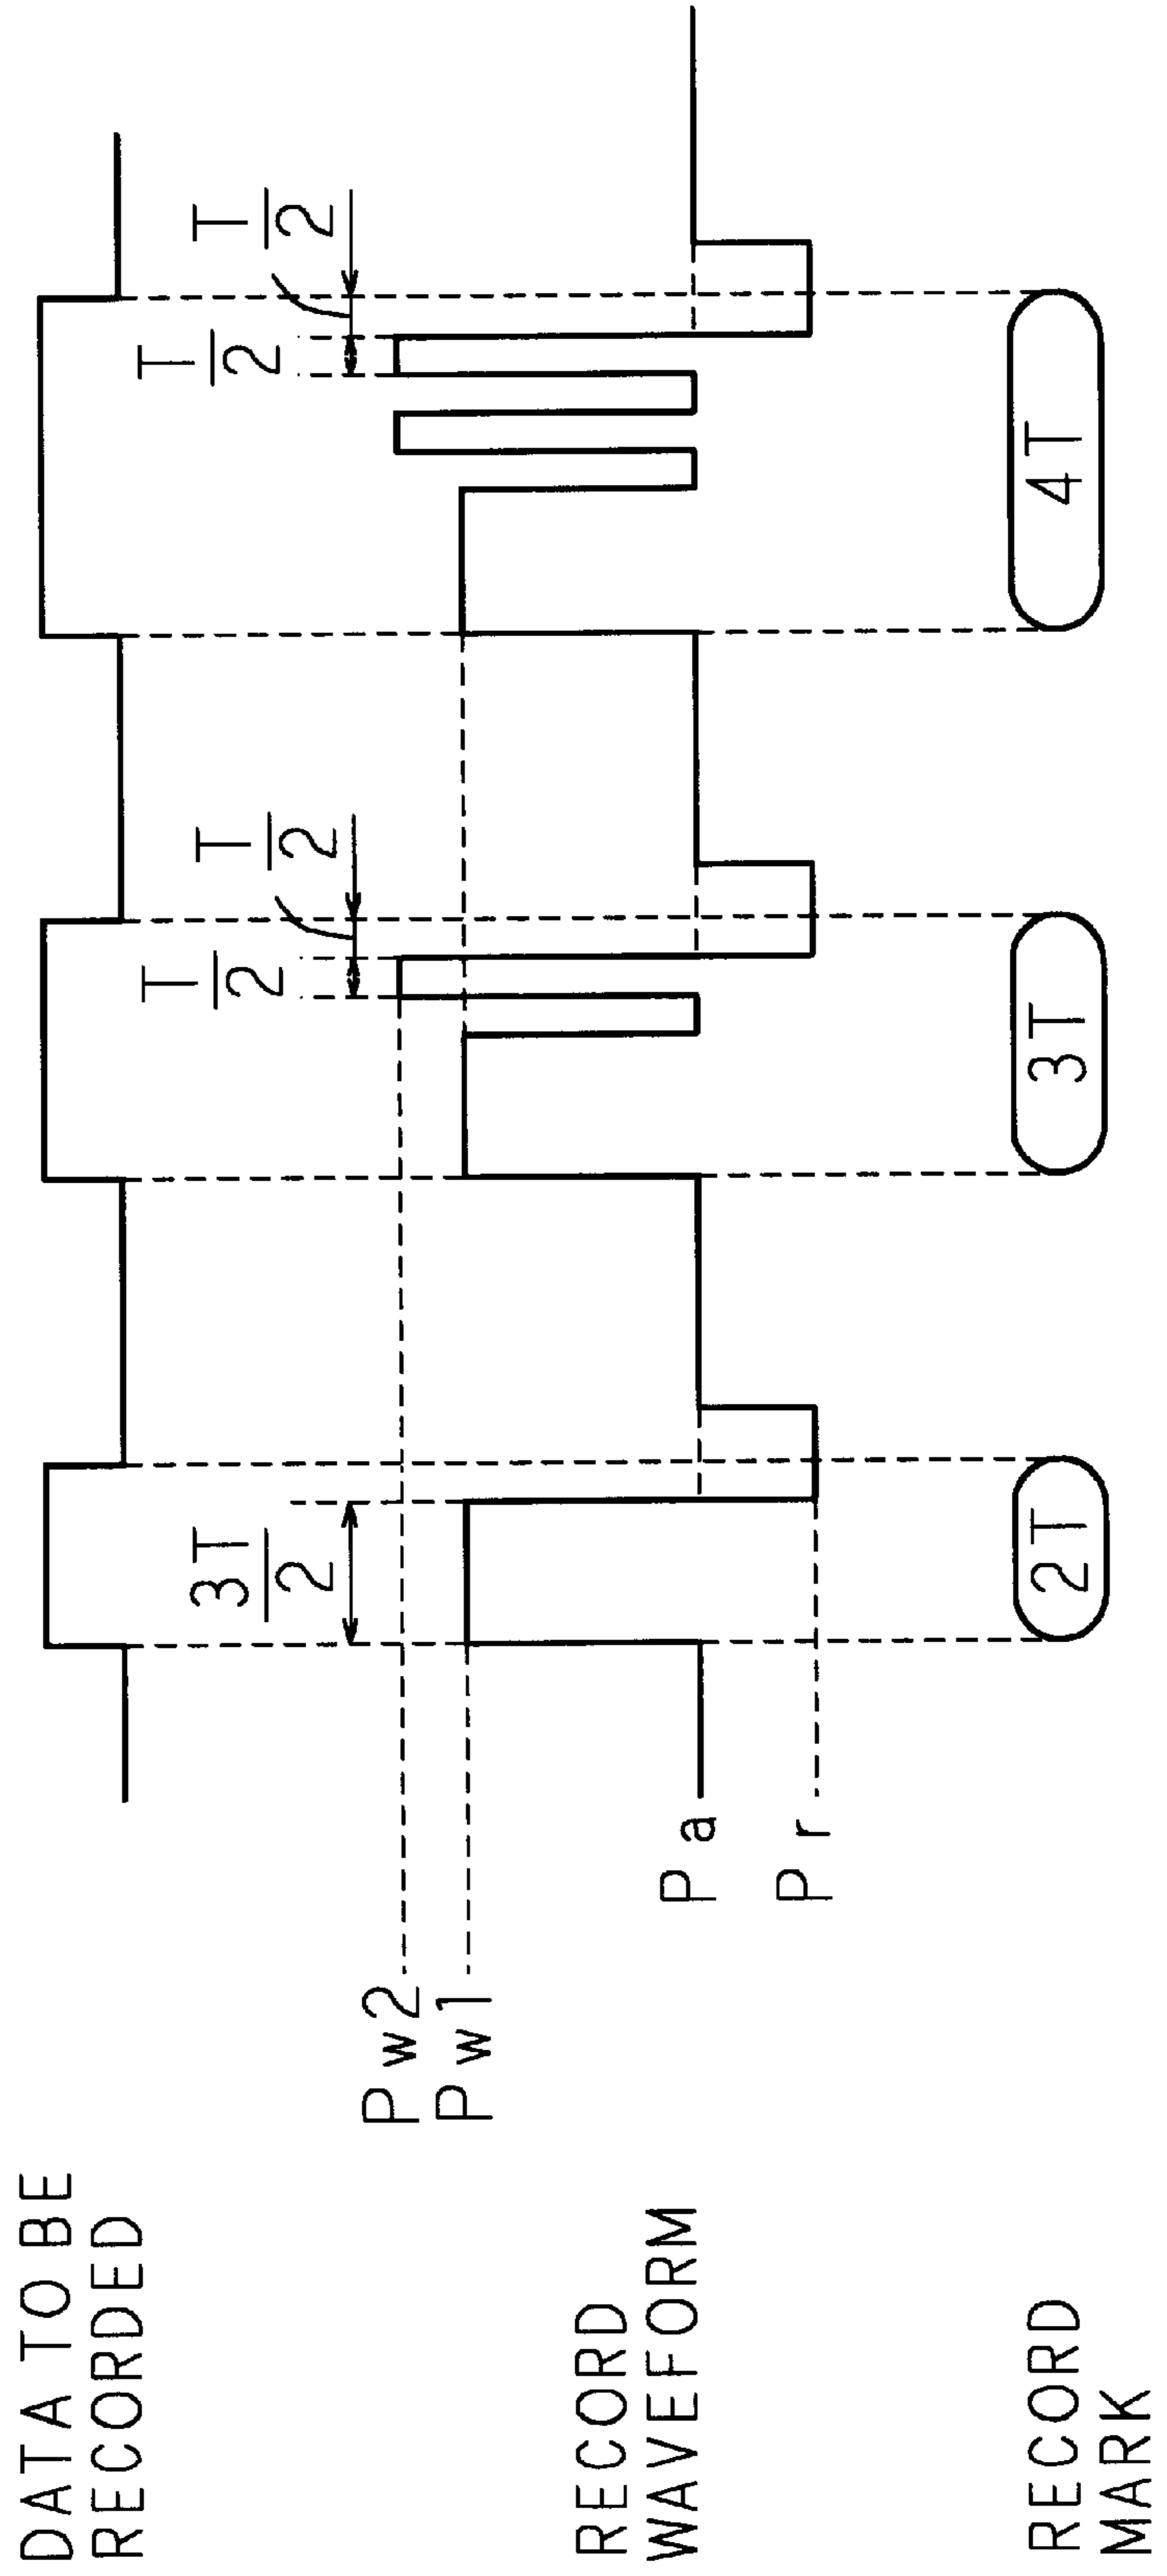 DATA TO BE
RECORDED
3T
2
T
2
T
2
T
2
T
2
Pw2
Pw1
Pa
Pr
RECORD
WAVEFORM
RECORD
MARK
2T
3T
4T